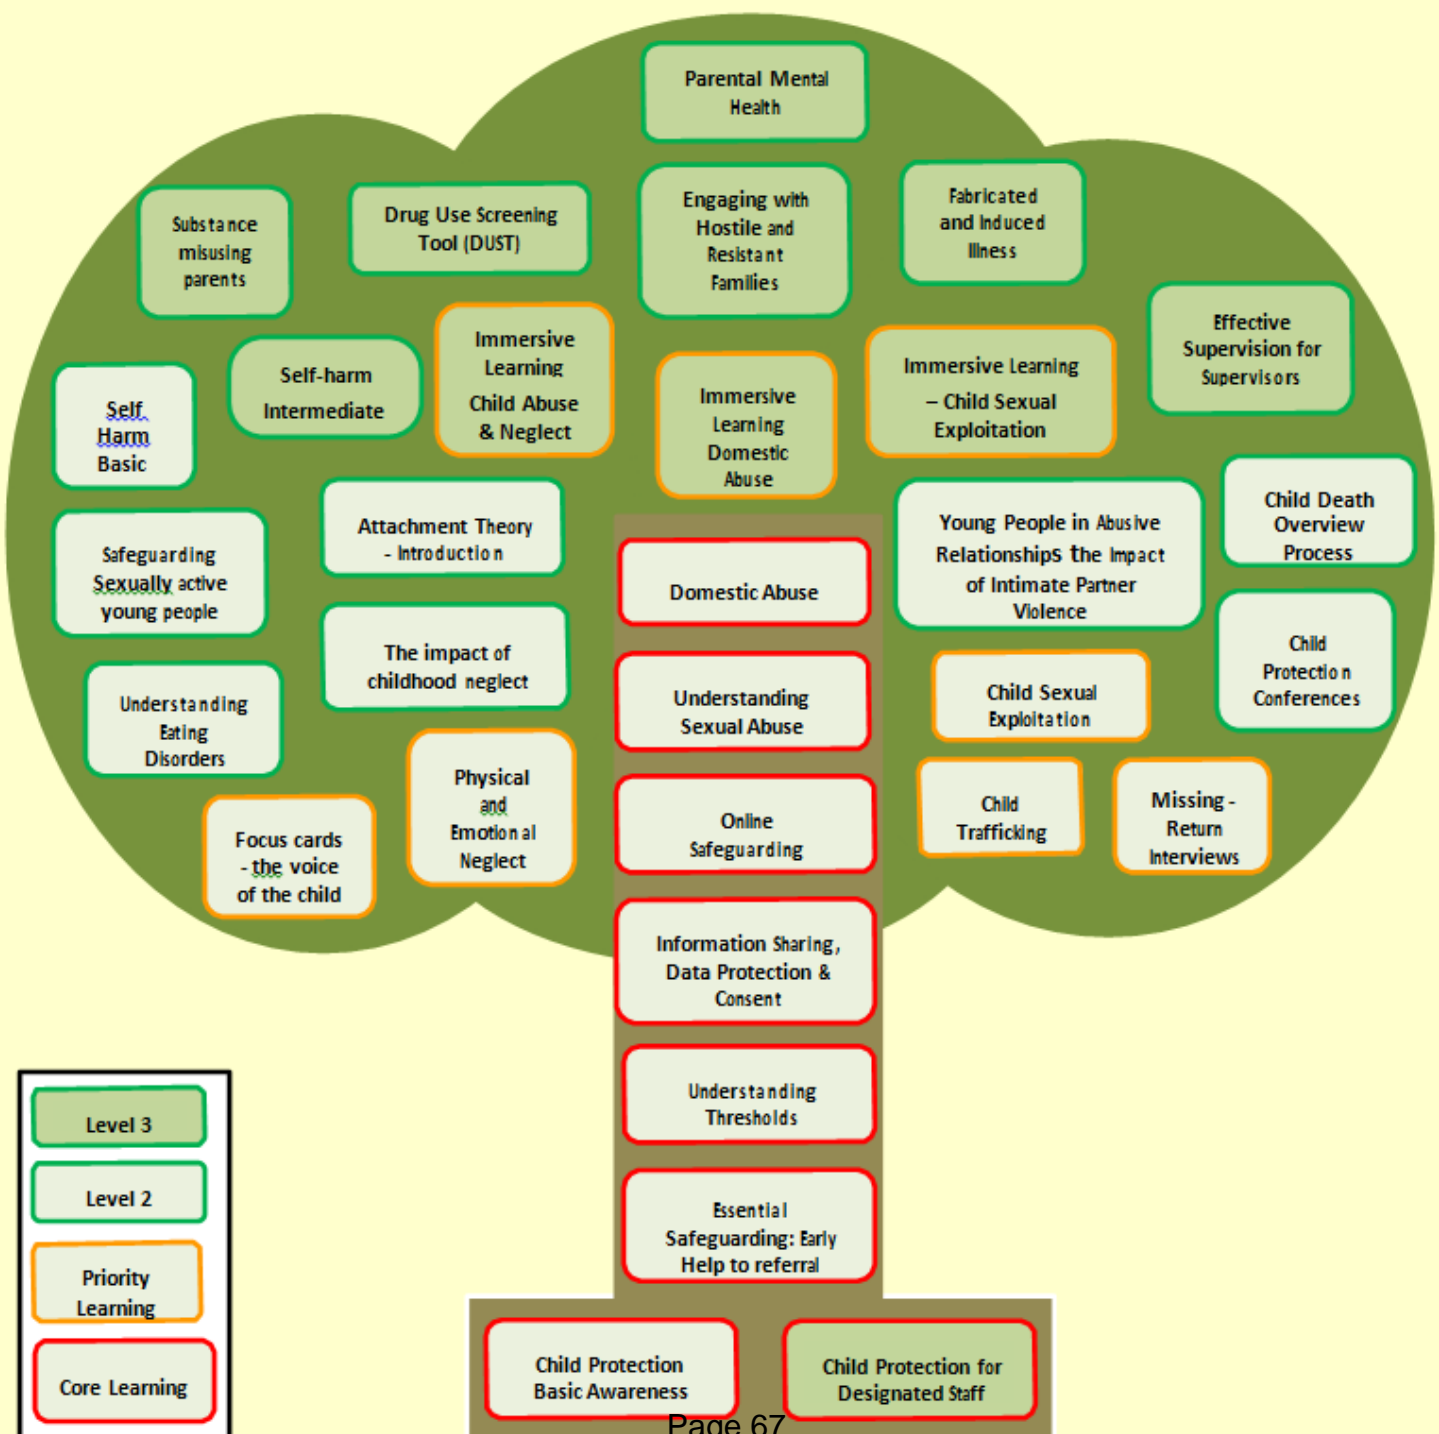 Parental Mental
Health
Substance
misusing
parents
Drug Use Screening
Tool (DUST)
Engaging with
Hostile and
Resistant
Families
Fabricated
and Induced
Illness
Effective
Supervision for
Supervisors
Self
Harm
Basic
Self-harm
Intermediate
Immersive
Learning
Child Abuse
& Neglect
Immersive
Learning
Domestic
Abuse
Immersive Learning
– Child Sexual
Exploitation
Safeguarding
Sexually active
young people
Attachment Theory
- Introduction
Young People in Abusive
Relationships the Impact
of Intimate Partner
Violence
Child Death
Overview
Process
Domestic Abuse
The impact of
childhood neglect
Child
Protection
Conferences
Understanding
Eating
Disorders
Understanding
Sexual Abuse
Child Sexual
Exploitation
Focus cards
- the voice
of the child
Physical
and
Emotional
Neglect
Online
Safeguarding
Child
Trafficking
Missing -
Return
Interviews
Information Sharing,
Data Protection &
Consent
Understanding
Thresholds
Essential
Safeguarding: Early
Help to referral
Child Protection
Basic Awareness
Child Protection for
Designated Staff
Level 3
Level 2
Priority
Learning
Core Learning
Page 67